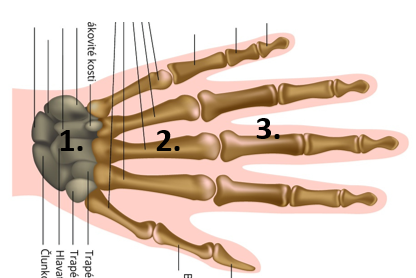 ákovité kosti
1.
2.
3.
Člunk
Hlava
Trapé
Trapé
B